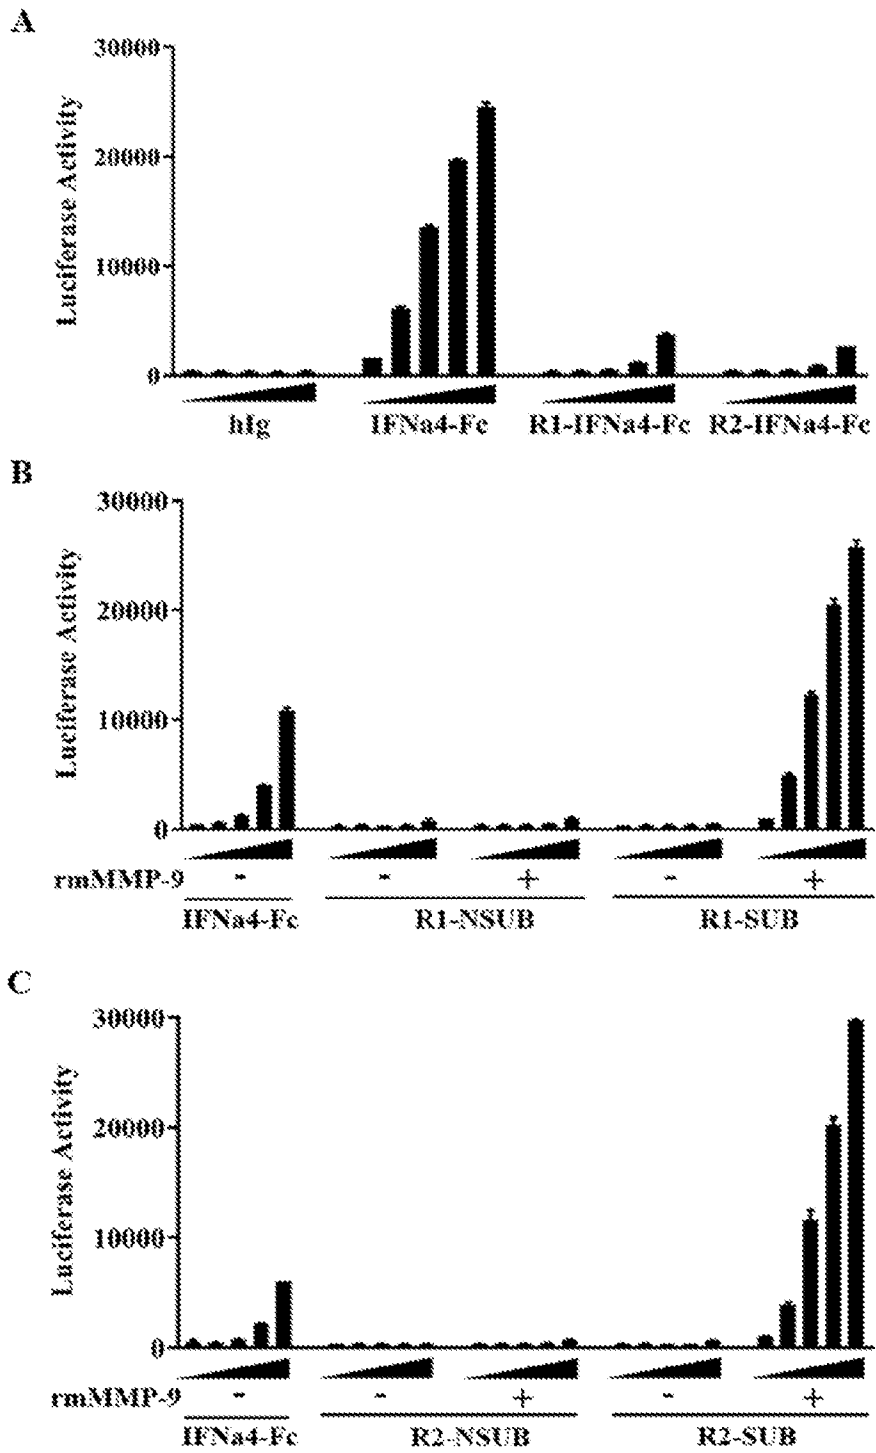 A
30000
20000
10000
0
Luciferase Activity
hIg IFNa4-Fc R1-IFNa4-Fc R2-IFNa4-Fc
B
30000
20000
10000
0
Luciferase Activity
rmMMP-9 - - + - +
IFNa4-Fc R1-NSUB R1-SUB
C
30000
20000
10000
0
Luciferase Activity
rmMMP-9 - - + - +
IFNa4-Fc R2-NSUB R2-SUB